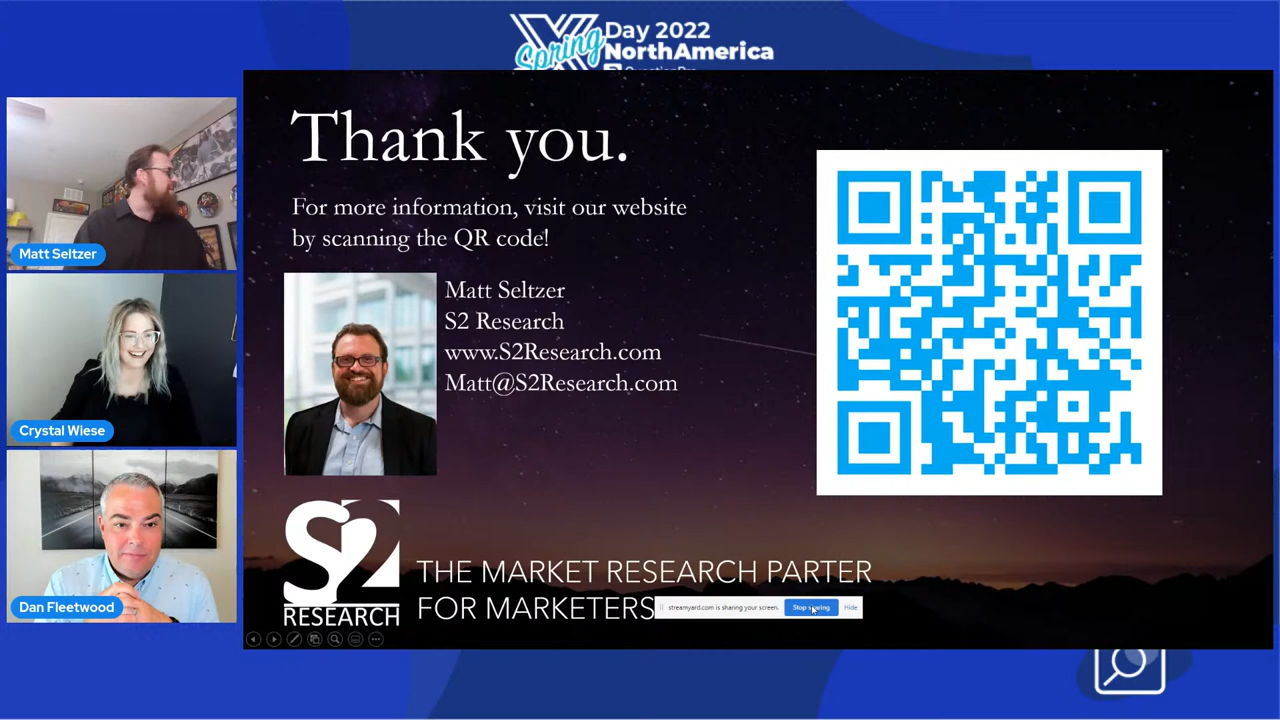 Spring
Day 2022
NorthAmerica
Thank you.
For more information, visit our website
by scanning the QR code!
Matt Seltzer
S2 Research
www.S2Research.com
Matt@S2Research.com
S2
RESEARCH
THE MARKET RESEARCH PARTER
FOR MARKETERS
streamyard.com is sharing your screen.
Stop sharing
Hide
Matt Seltzer
Crystal Wiese
Dan Fleetwood